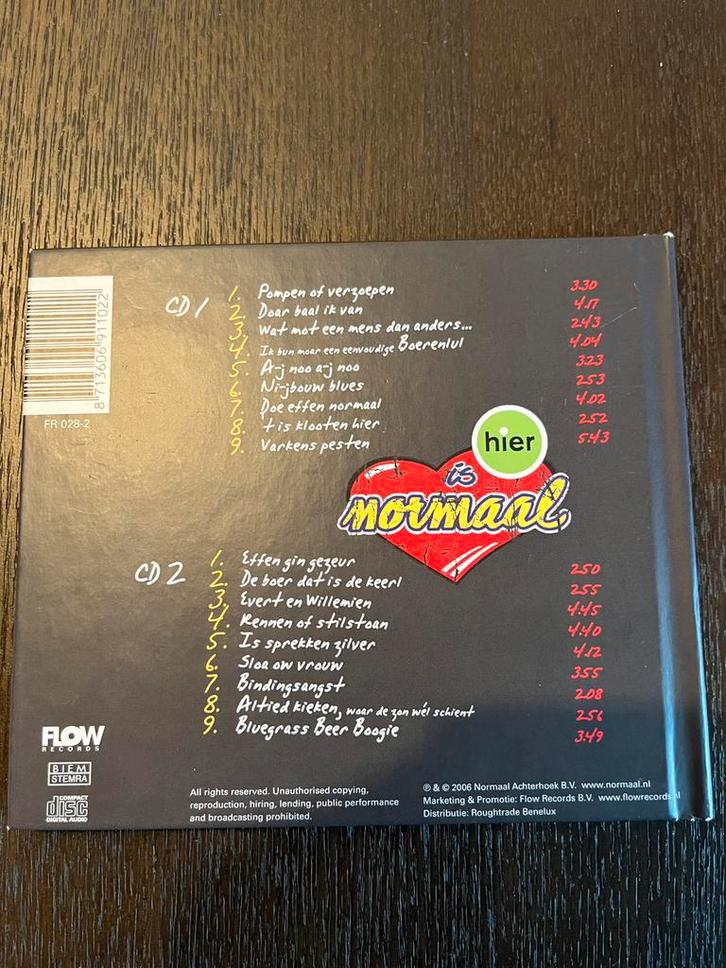 CD 1
1. Pompen of verzoepen 3.30
2. Doar baal ik van 4.17
3. Wat mot een mens dan anders... 2.43
4. Ik bun moar een eenvoudige Boerenlul 4.04
5. A-j noo a-j noo 3.23
6. Ni-jbouw blues 2.53
7. Doe effen normaal 4.02
8. 't is klooten hier 2.52
9. Varkens pesten 5.43
8 713606 911022
FR 028-2
hier
is
normaal
CD 2
1. Effen gin gezeur 2.50
2. De boer dat is de keerl 2.55
3. Evert en Willemien 4.45
4. Rennen of stilstoan 4.40
5. Is sprekken zilver 4.12
6. Sloa ow vrouw 3.55
7. Bindingsangst 2.08
8. Altied kieken, woar de zon wél schient 2.56
9. Bluegrass Beer Boogie 3.49
FLOW
RECORDS
BIEM
STEMRA
COMPACT
disc
DIGITAL AUDIO
All rights reserved. Unauthorised copying,
reproduction, hiring, lending, public performance
and broadcasting prohibited.
℗ & © 2006 Normaal Achterhoek B.V. www.normaal.nl
Marketing & Promotie: Flow Records B.V. www.flowrecords.nl
Distributie: Roughtrade Benelux